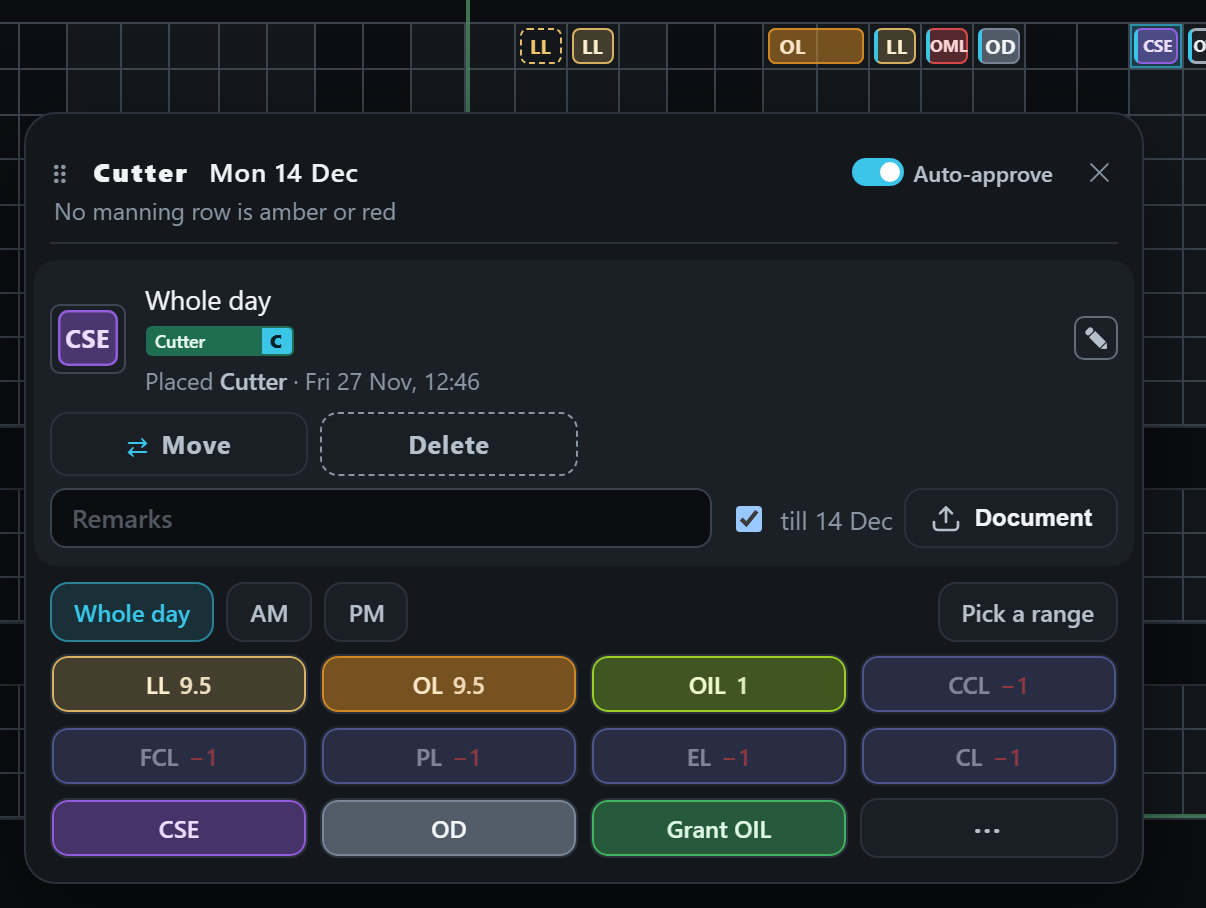 LL LL OL LL OML OD CSE
Cutter Mon 14 Dec Auto-approve
No manning row is amber or red
CSE
Whole day
Cutter C
Placed Cutter · Fri 27 Nov, 12:46
Move Delete
Remarks till 14 Dec Document
Whole day AM PM Pick a range
LL 9.5 OL 9.5 OIL 1 CCL −1
FCL −1 PL −1 EL −1 CL −1
CSE OD Grant OIL ...